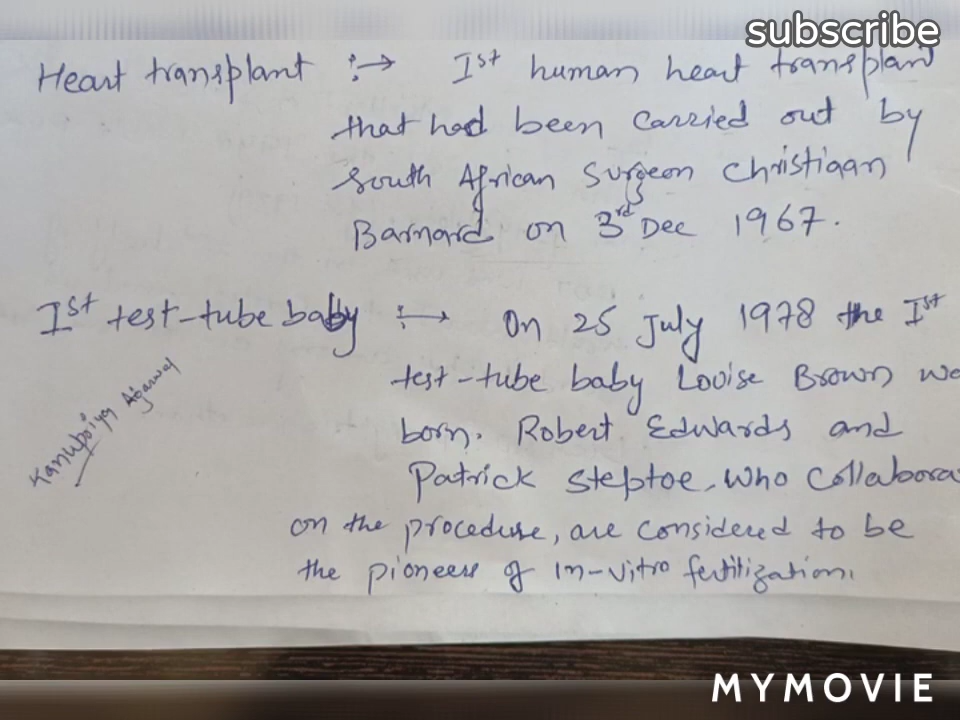 subscribe
Heart transplant :→ Ist human heart transplant
that had been carried out by
South African Surgeon Christiaan
Barnard on 3rd Dec 1967.
Ist test-tube baby :→ On 25 July 1978 the Ist
test-tube baby Louise Brown wa
born. Robert Edwards and
Patrick Steptoe, Who Collabora
on the procedure, are considered to be
the pioneers of In-vitro fertilization.
Kanupriya Agarwal
MYMOVIE